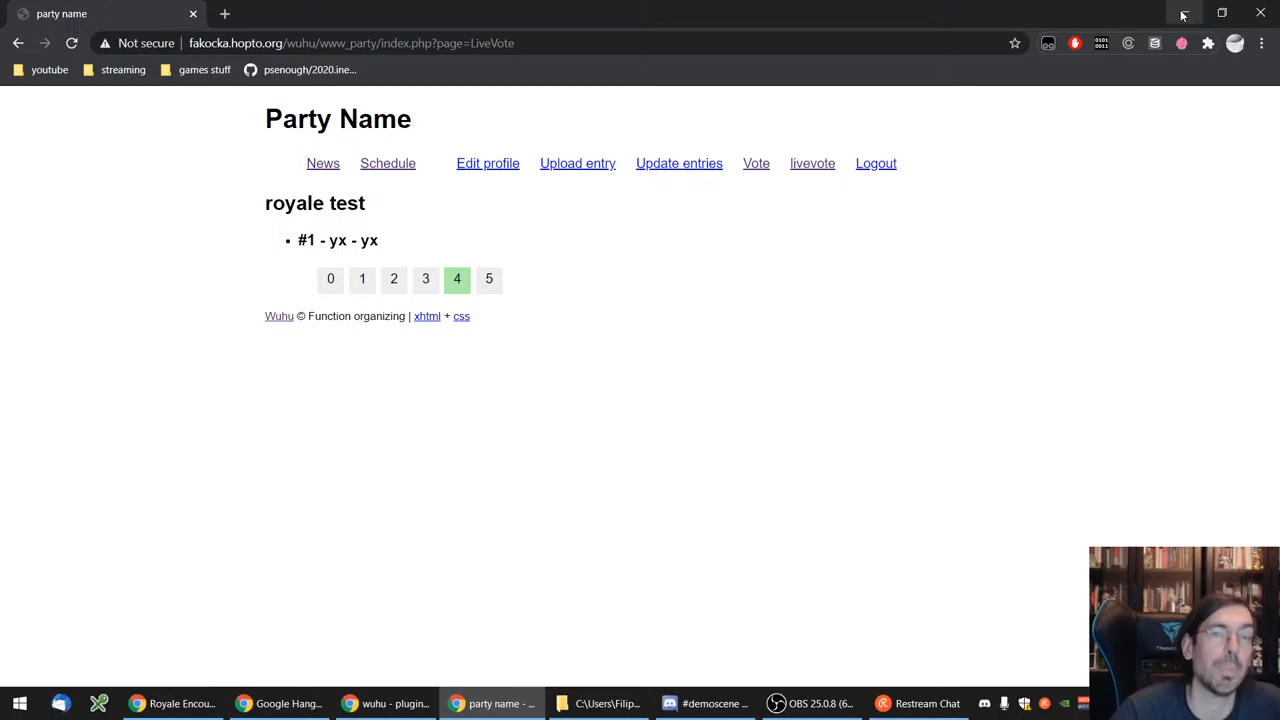 party name
Not secure fakocka.hopto.org/wuhu/www_party/index.php?page=LiveVote
youtube streaming games stuff psenough/2020.ine...
Party Name
News Schedule Edit profile Upload entry Update entries Vote livevote Logout
royale test
#1 - yx - yx
0 1 2 3 4 5
Wuhu © Function organizing | xhtml + css
Royale Encou... Google Hang... wuhu - plugin... party name - ... C:\Users\Filip... #demoscene ... OBS 25.0.8 (6... Restream Chat